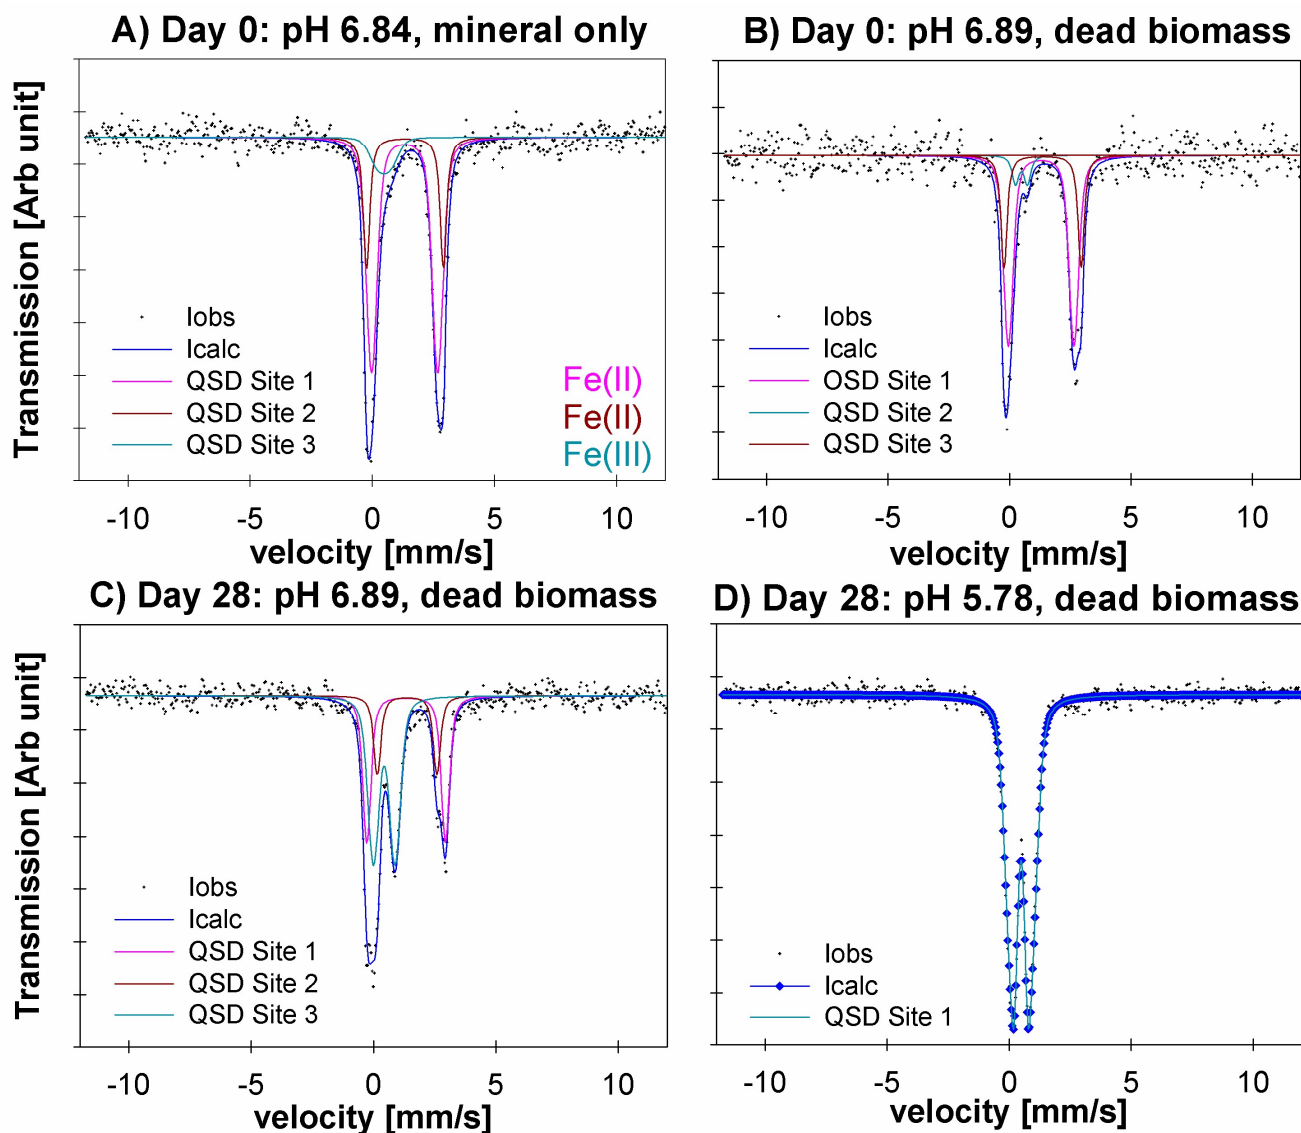 A) Day 0: pH 6.84, mineral only
Transmission [Arb unit]
Iobs
Icalc
QSD Site 1
QSD Site 2
QSD Site 3
Fe(II)
Fe(II)
Fe(III)
-10 -5 0 5 10
velocity [mm/s]
B) Day 0: pH 6.89, dead biomass
Iobs
Icalc
OSD Site 1
QSD Site 2
QSD Site 3
-10 -5 0 5 10
velocity [mm/s]
C) Day 28: pH 6.89, dead biomass
Transmission [Arb unit]
Iobs
Icalc
QSD Site 1
QSD Site 2
QSD Site 3
-10 -5 0 5 10
velocity [mm/s]
D) Day 28: pH 5.78, dead biomass
Iobs
Icalc
QSD Site 1
-10 -5 0 5 10
velocity [mm/s]